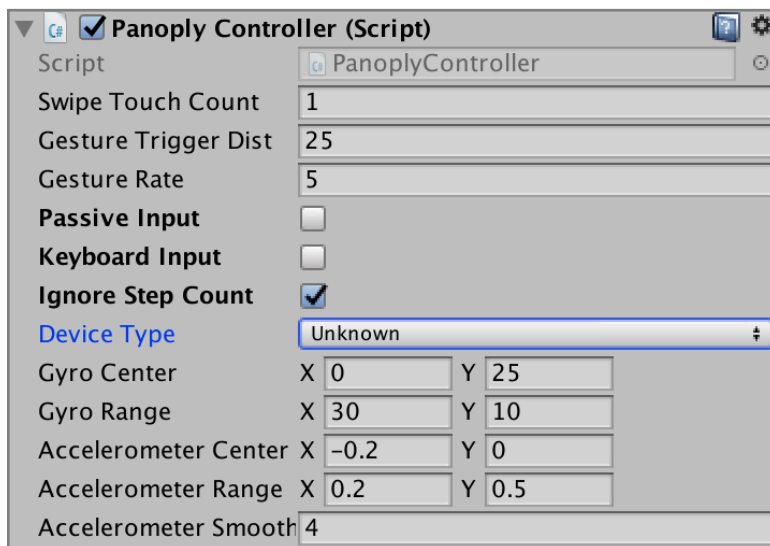 C# Panoply Controller (Script)
Script C# PanoplyController
Swipe Touch Count 1
Gesture Trigger Dist 25
Gesture Rate 5
Passive Input
Keyboard Input
Ignore Step Count
Device Type Unknown
Gyro Center X 0 Y 25
Gyro Range X 30 Y 10
Accelerometer Center X -0.2 Y 0
Accelerometer Range X 0.2 Y 0.5
Accelerometer Smooth 4